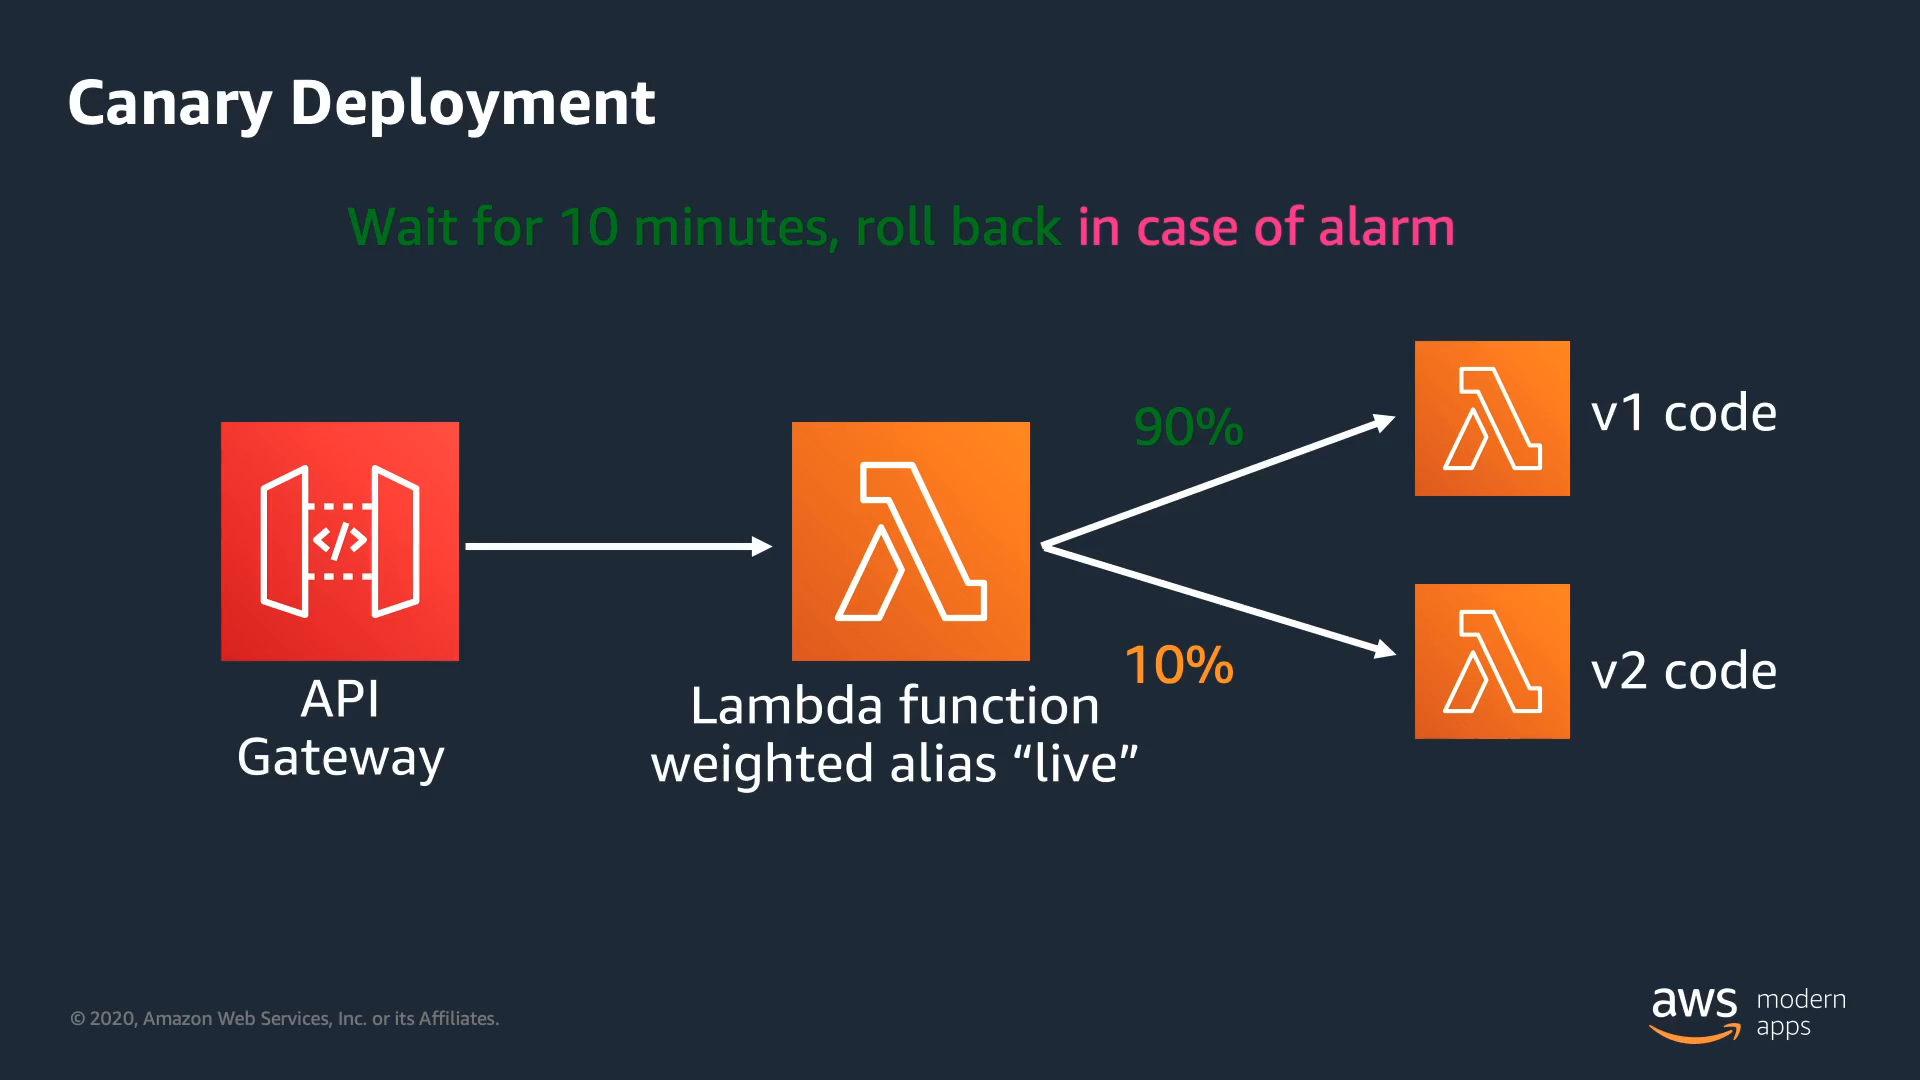 Canary Deployment
Wait for 10 minutes, roll back in case of alarm
90%
v1 code
</>
10%
v2 code
API
Gateway
Lambda function
weighted alias “live”
© 2020, Amazon Web Services, Inc. or its Affiliates.
aws
modern
apps